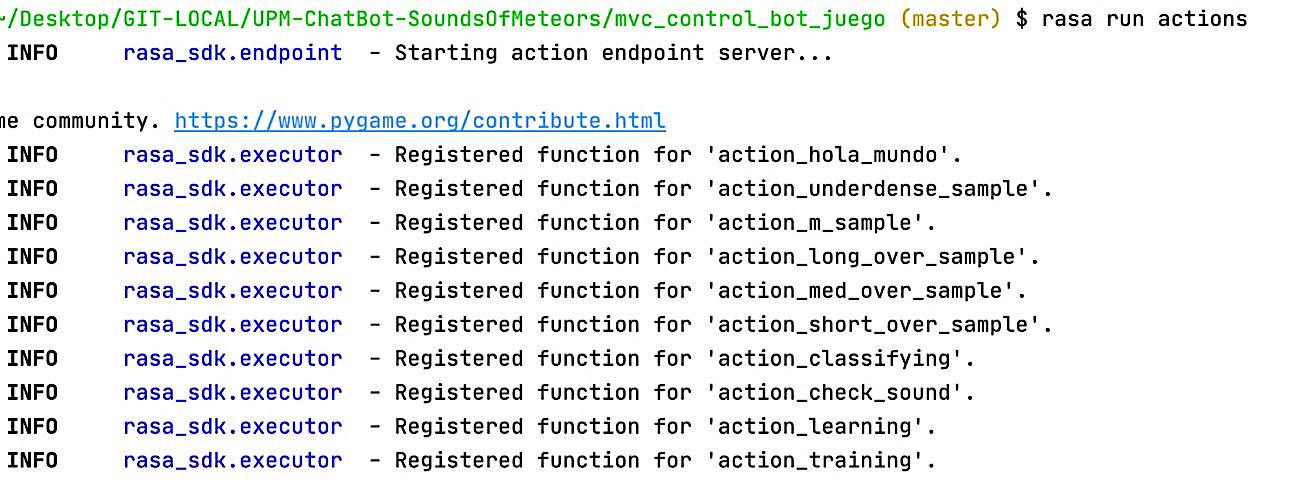 ~/Desktop/GIT-LOCAL/UPM-ChatBot-SoundsOfMeteors/mvc_control_bot_juego (master) $ rasa run actions
INFO rasa_sdk.endpoint - Starting action endpoint server...
me community. https://www.pygame.org/contribute.html
INFO rasa_sdk.executor - Registered function for 'action_hola_mundo'.
INFO rasa_sdk.executor - Registered function for 'action_underdense_sample'.
INFO rasa_sdk.executor - Registered function for 'action_m_sample'.
INFO rasa_sdk.executor - Registered function for 'action_long_over_sample'.
INFO rasa_sdk.executor - Registered function for 'action_med_over_sample'.
INFO rasa_sdk.executor - Registered function for 'action_short_over_sample'.
INFO rasa_sdk.executor - Registered function for 'action_classifying'.
INFO rasa_sdk.executor - Registered function for 'action_check_sound'.
INFO rasa_sdk.executor - Registered function for 'action_learning'.
INFO rasa_sdk.executor - Registered function for 'action_training'.